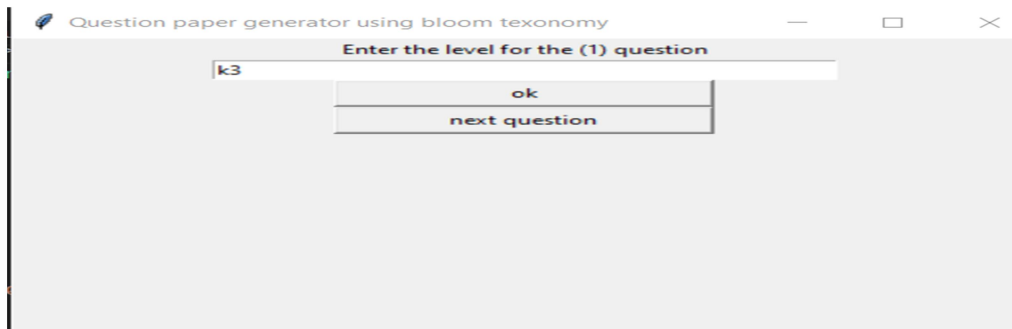 Question paper generator using bloom texonomy
Enter the level for the (1) question
k3
ok
next question